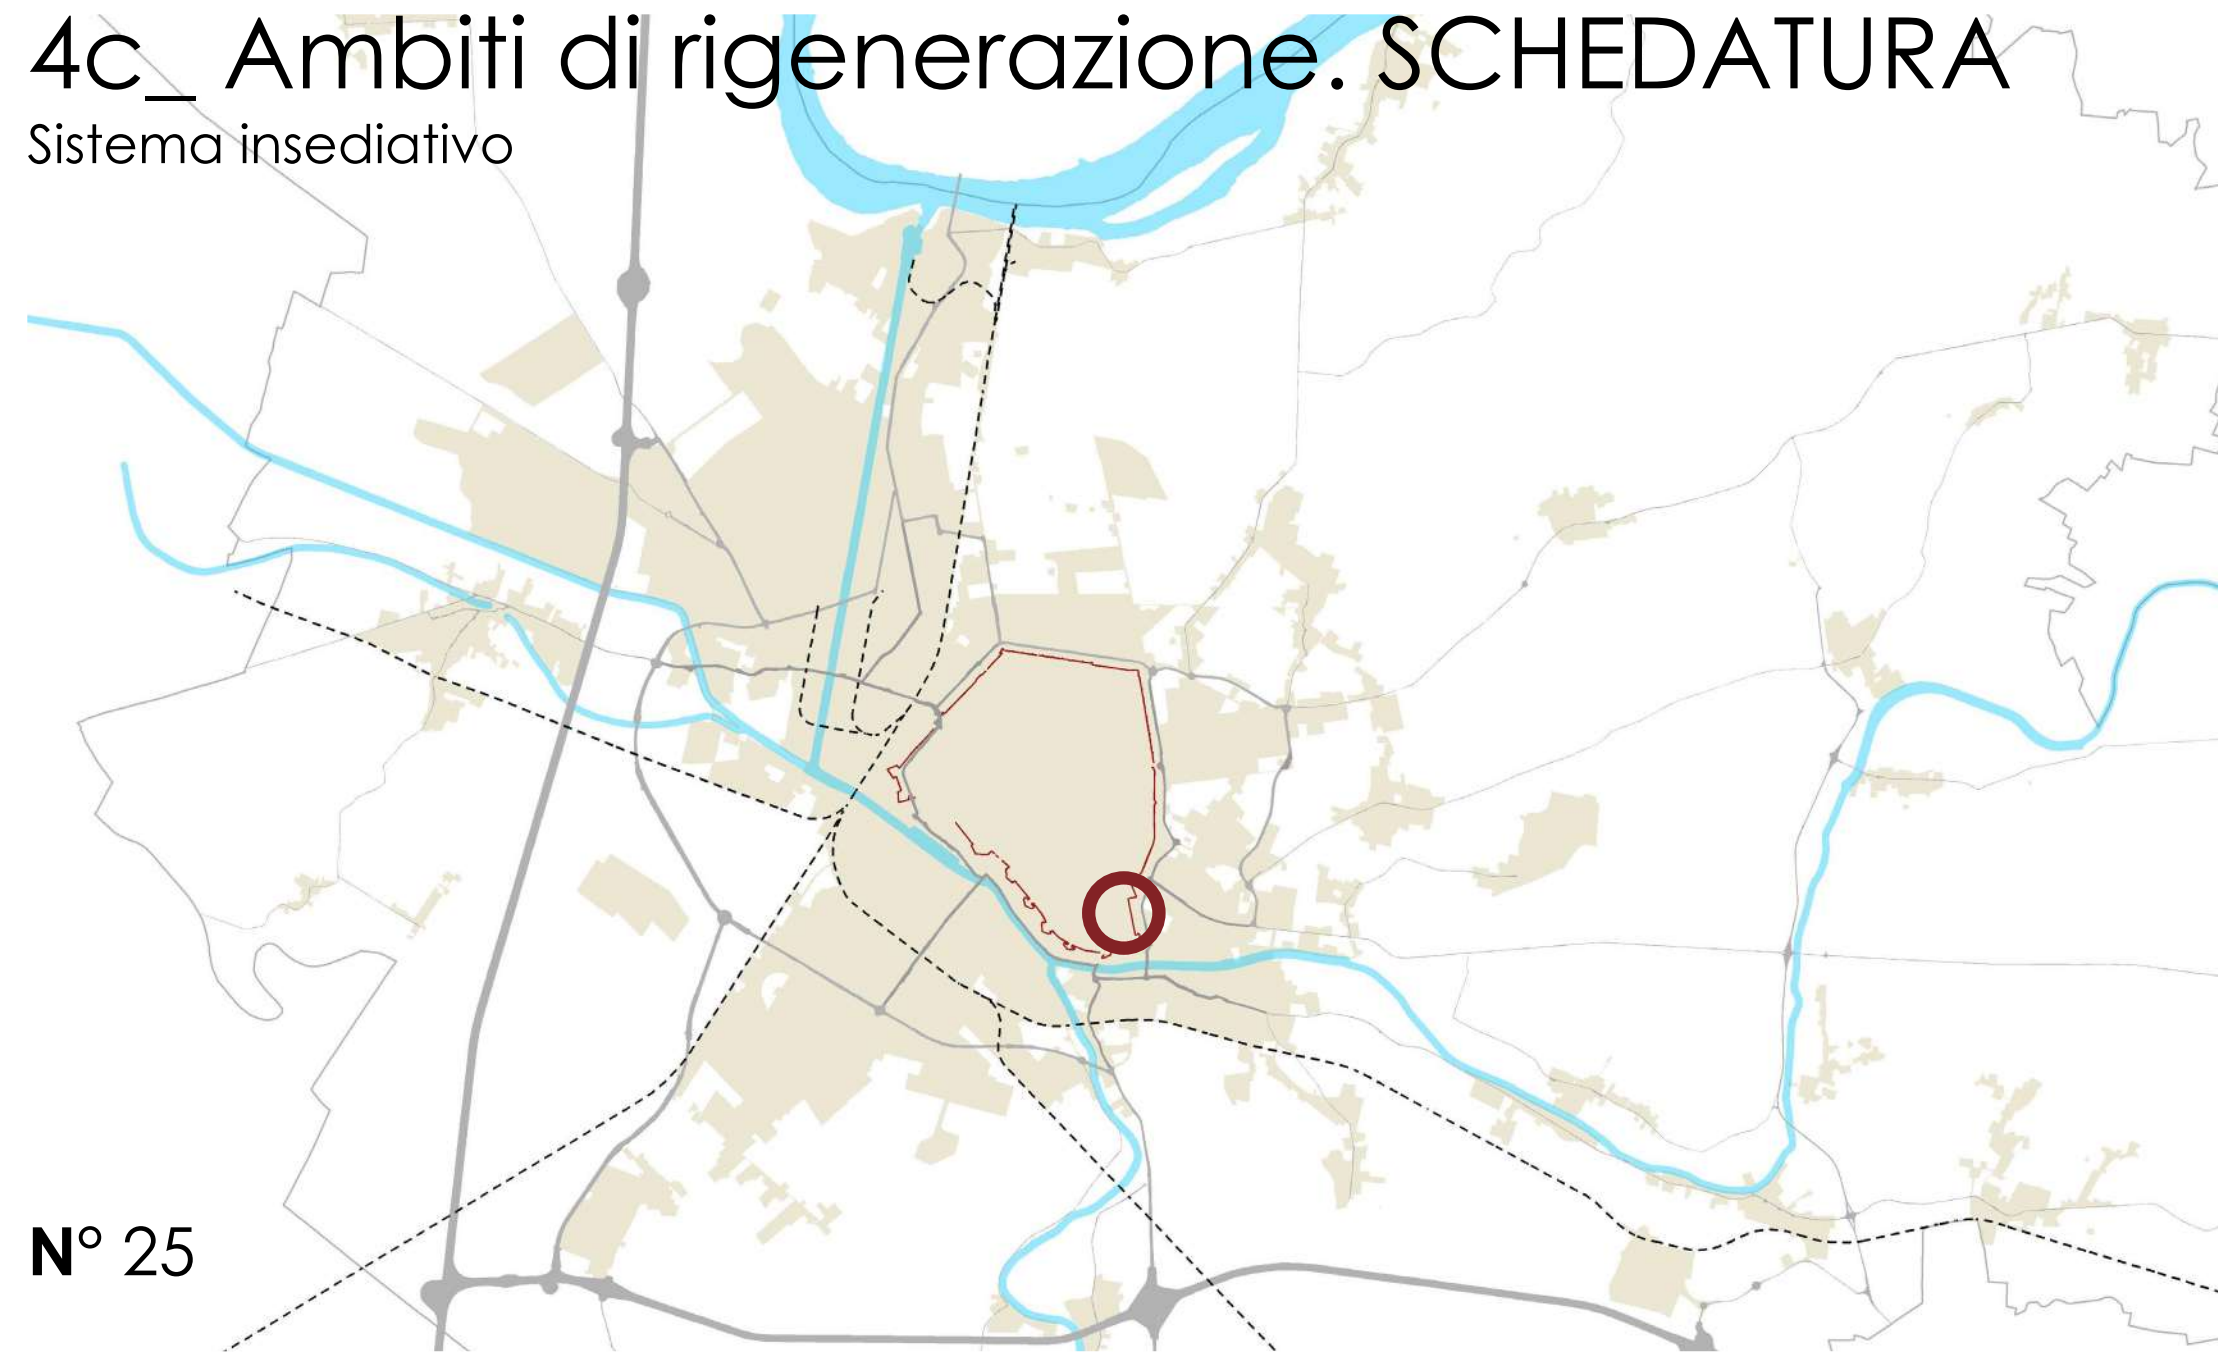 4c_ Ambiti di rigenerazione. SCHEDATURA
Sistema insediativo
N° 25